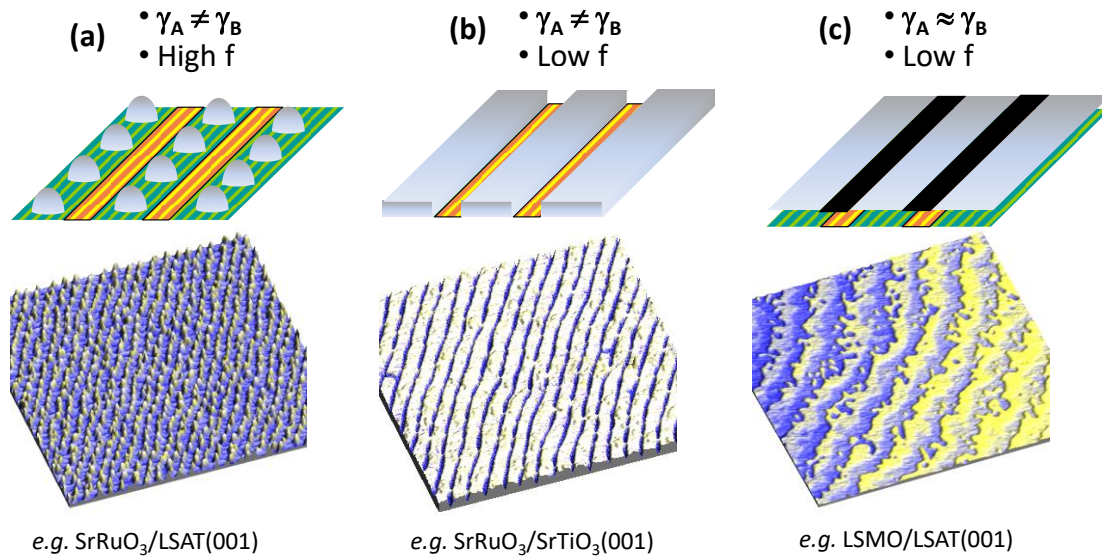 (a)
• γA ≠ γB
• High f
(b)
• γA ≠ γB
• Low f
(c)
• γA ≈ γB
• Low f
e.g. SrRuO3/LSAT(001)
e.g. SrRuO3/SrTiO3(001)
e.g. LSMO/LSAT(001)